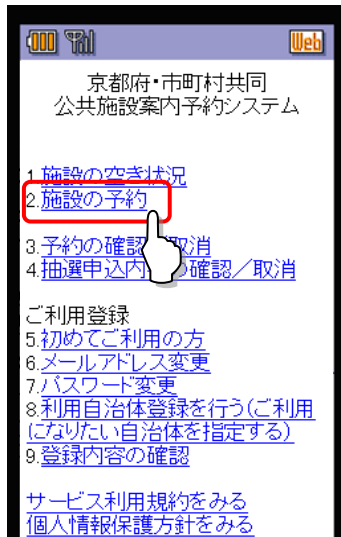 Web
京都府・市町村共同
公共施設案内予約システム
1.施設の空き状況
2.施設の予約
3.予約の確認／取消
4.抽選申込内 の確認／取消
ご利用登録
5.初めてご利用の方
6.メールアドレス変更
7.パスワード変更
8.利用自治体登録を行う(ご利用
になりたい自治体を指定する)
9.登録内容の確認
サービス利用規約をみる
個人情報保護方針をみる